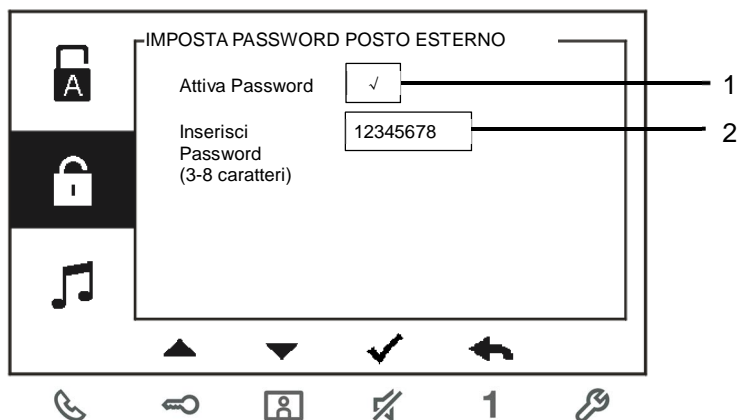 IMPOSTA PASSWORD POSTO ESTERNO
A
Attiva Password
√
1
Inserisci
Password
(3-8 caratteri)
12345678
2
1